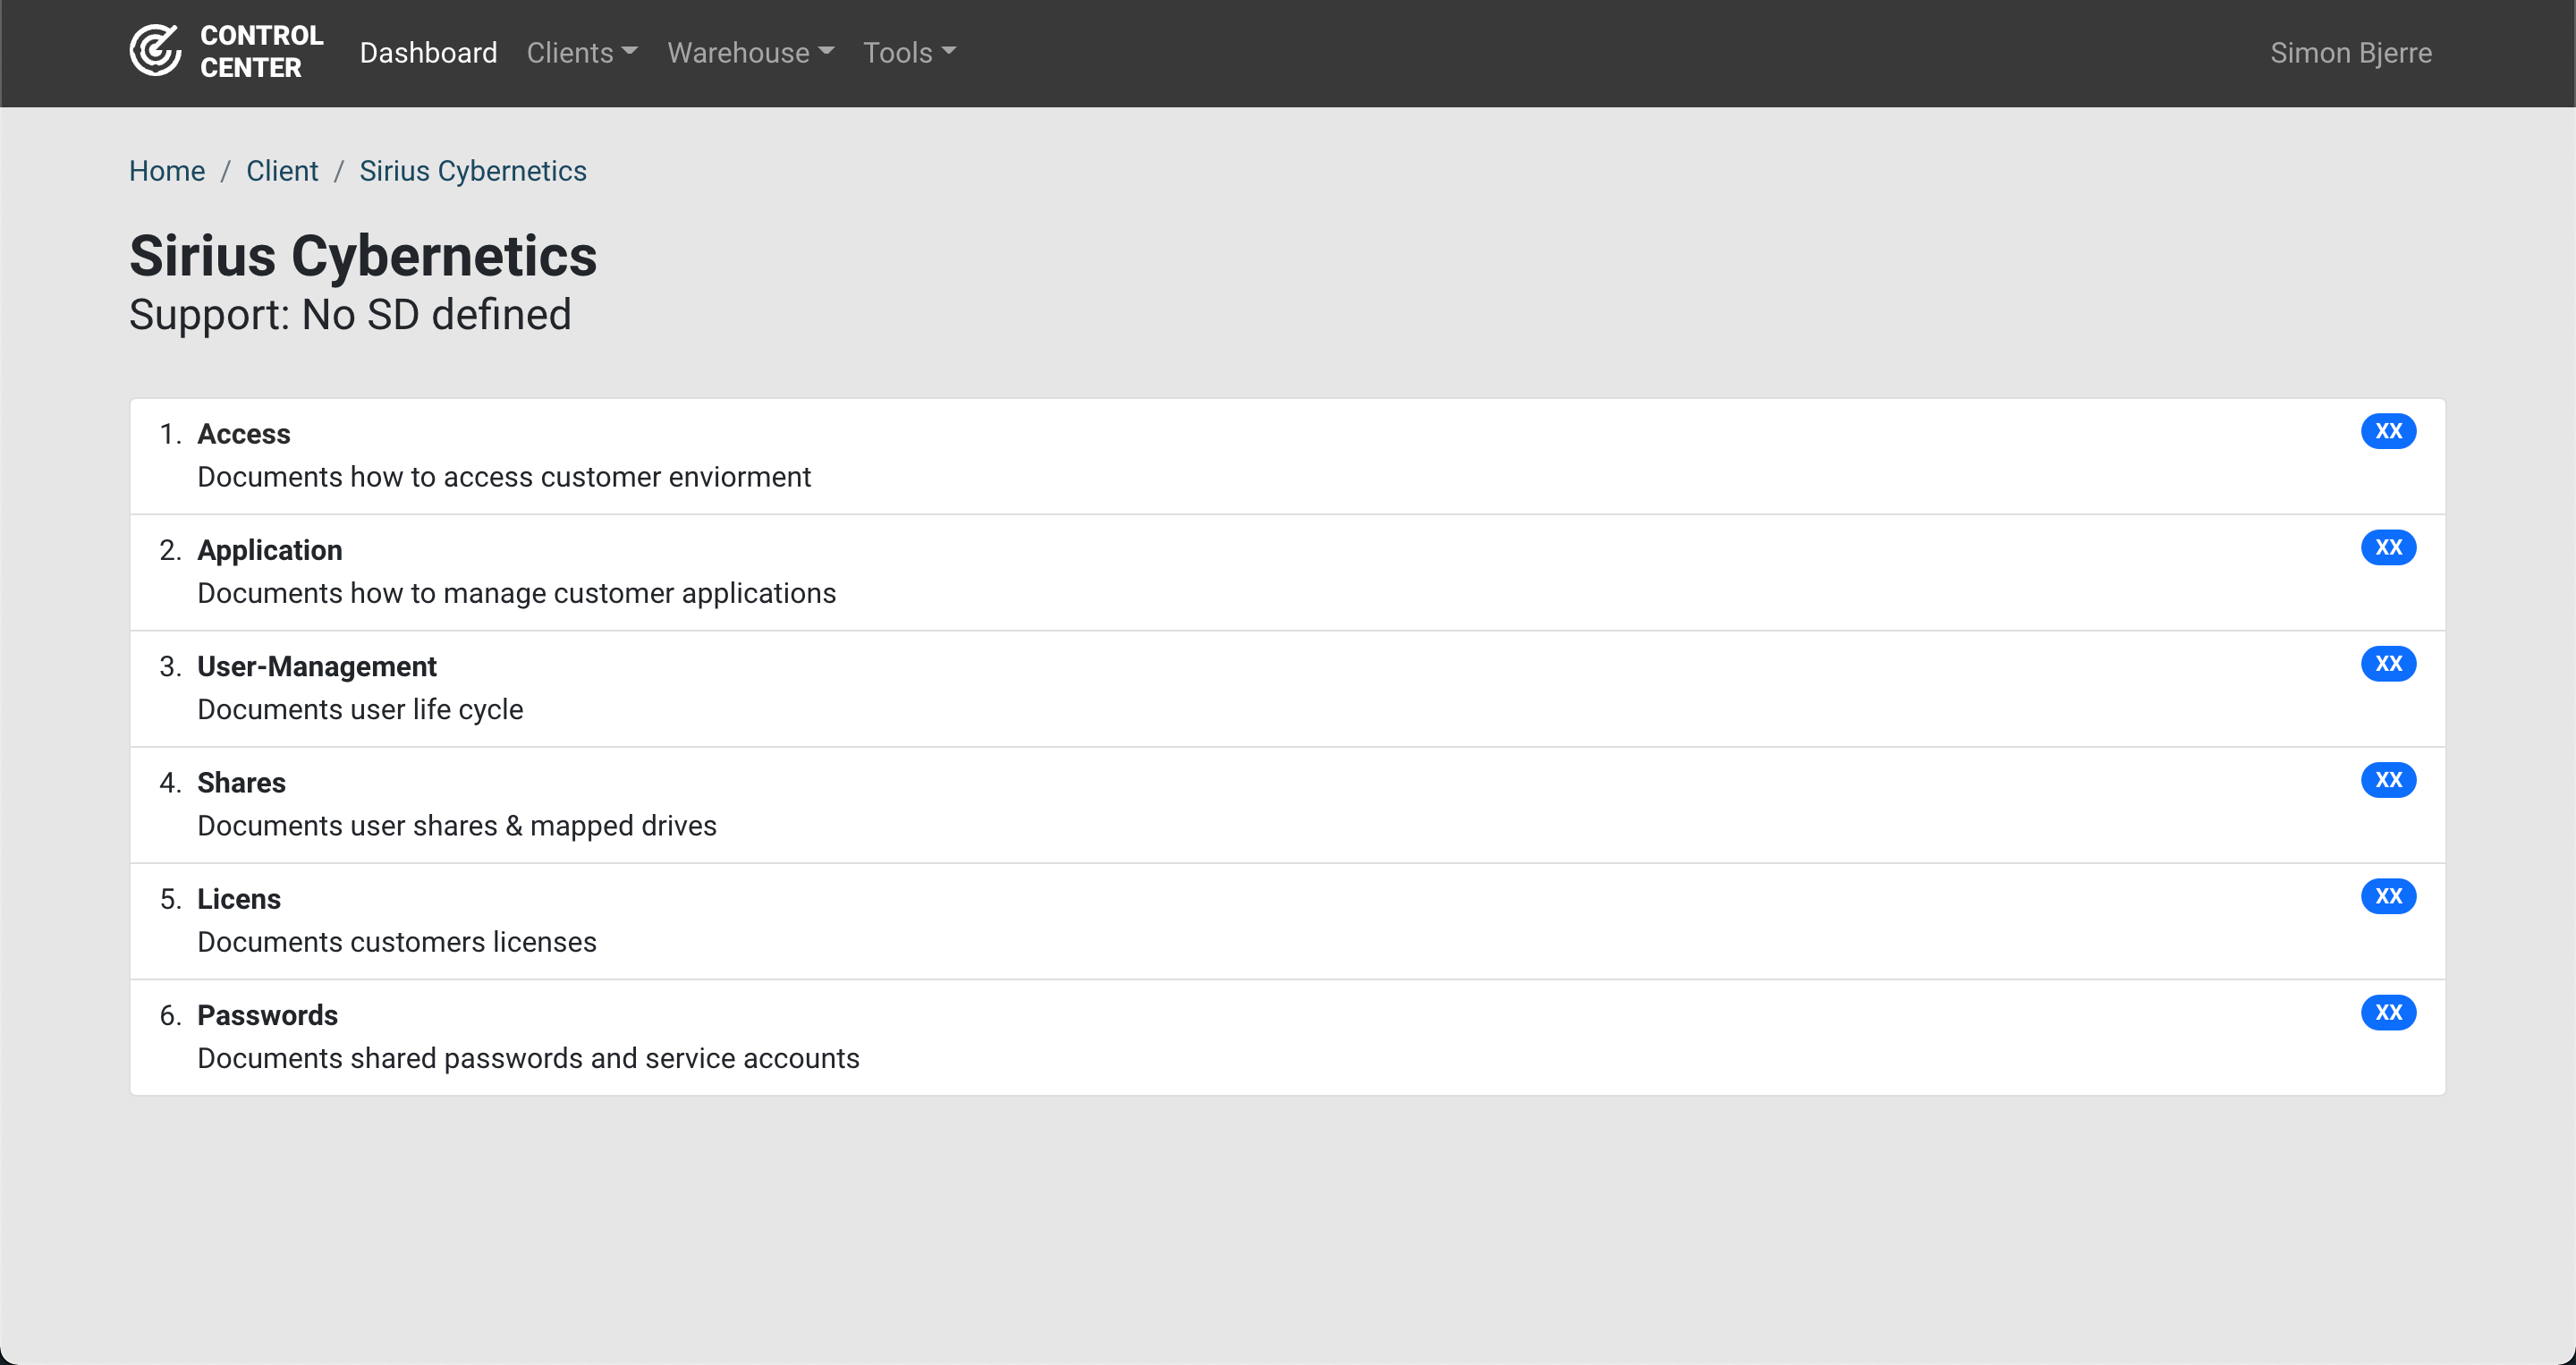 CONTROL
CENTER
Dashboard Clients Warehouse Tools Simon Bjerre
Home / Client / Sirius Cybernetics
Sirius Cybernetics
Support: No SD defined
1. Access XX
Documents how to access customer enviorment
2. Application XX
Documents how to manage customer applications
3. User-Management XX
Documents user life cycle
4. Shares XX
Documents user shares & mapped drives
5. Licens XX
Documents customers licenses
6. Passwords XX
Documents shared passwords and service accounts